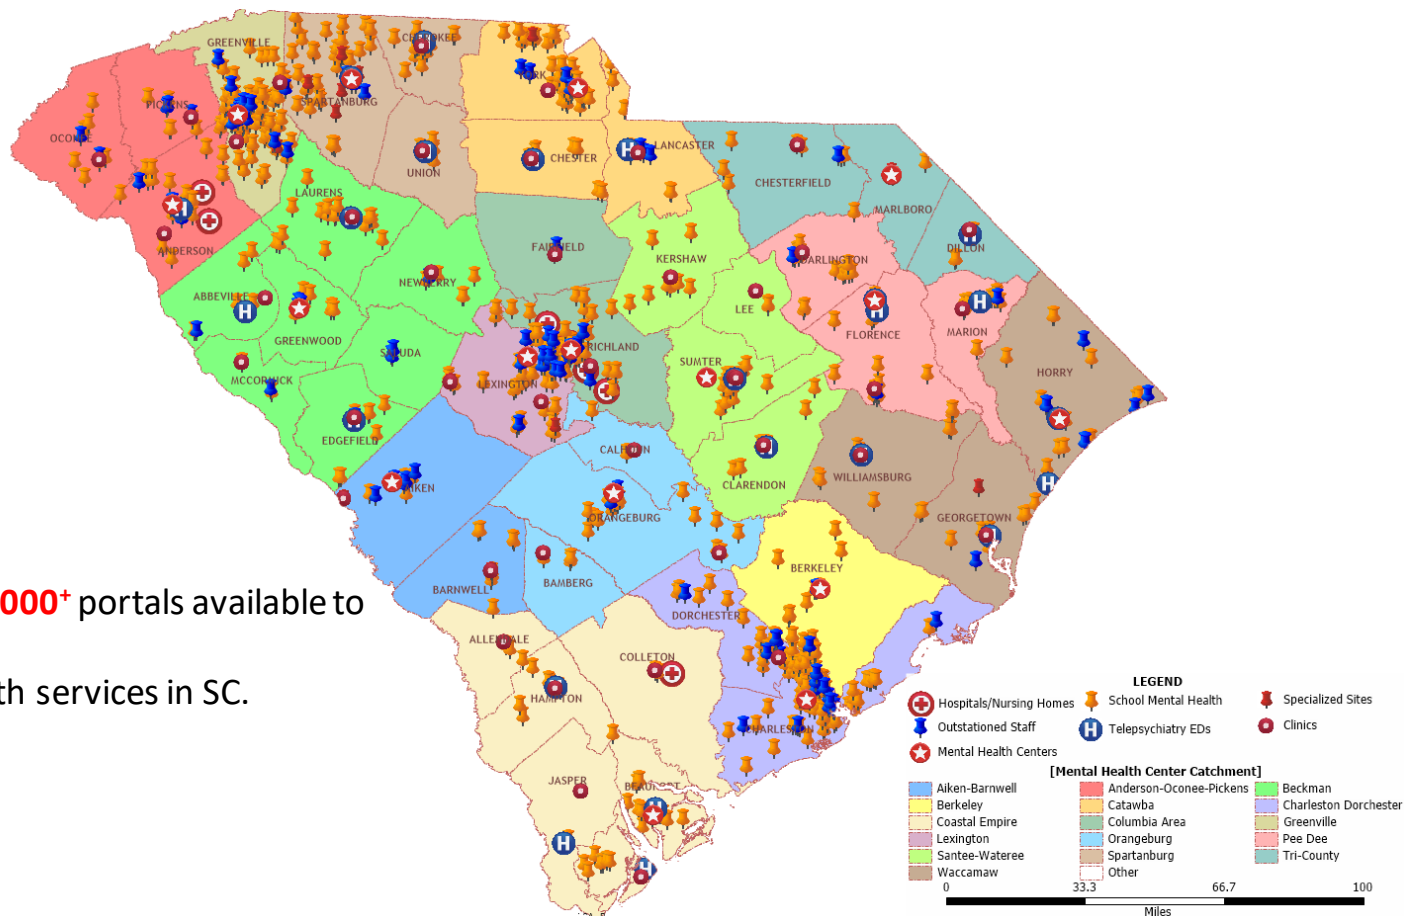 GREENVILLE
CHEROKEE
YORK
PICKENS
SPARTANBURG
OCONEE
UNION
CHESTER
LANCASTER
CHESTERFIELD
MARLBORO
LAURENS
ANDERSON
FAIRFIELD
KERSHAW
DARLINGTON
DILLON
NEWBERRY
ABBEVILLE
LEE
GREENWOOD
FLORENCE
MARION
SALUDA
RICHLAND
SUMTER
HORRY
MCCORMICK
LEXINGTON
EDGEFIELD
CALHOUN
AIKEN
CLARENDON
WILLIAMSBURG
ORANGEBURG
GEORGETOWN
BARNWELL
BAMBERG
BERKELEY
DORCHESTER
000+ portals available to
ALLENDALE
COLLETON
th services in SC.
HAMPTON
CHARLESTON
JASPER
BEAUFORT
LEGEND
Hospitals/Nursing Homes
School Mental Health
Specialized Sites
Outstationed Staff
Telepsychiatry EDs
Clinics
Mental Health Centers
[Mental Health Center Catchment]
Aiken-Barnwell
Anderson-Oconee-Pickens
Beckman
Berkeley
Catawba
Charleston Dorchester
Coastal Empire
Columbia Area
Greenville
Lexington
Orangeburg
Pee Dee
Santee-Wateree
Spartanburg
Tri-County
Waccamaw
Other
0 33.3 66.7 100
Miles